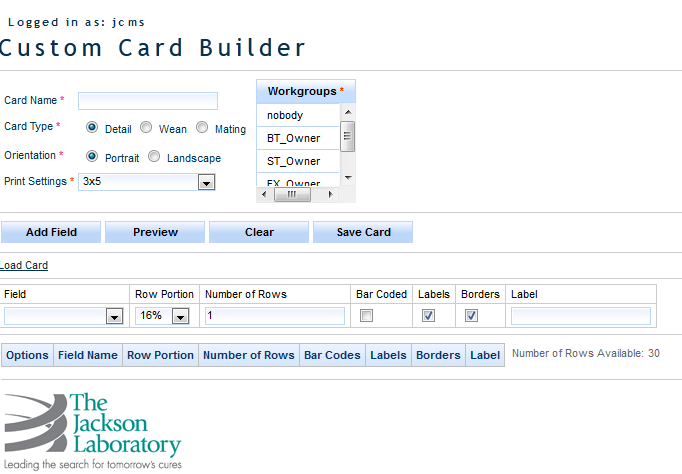 Logged in as: jcms
Custom Card Builder
Workgroups *
Card Name *
nobody
Card Type * Detail Wean Mating
BT_Owner
Orientation * Portrait Landscape
ST_Owner
Print Settings * 3x5
EX_Owner
Add Field Preview Clear Save Card
Load Card
Field Row Portion Number of Rows Bar Coded Labels Borders Label
16% 1
Options Field Name Row Portion Number of Rows Bar Codes Labels Borders Label Number of Rows Available: 30
The
Jackson
Laboratory
Leading the search for tomorrow's cures